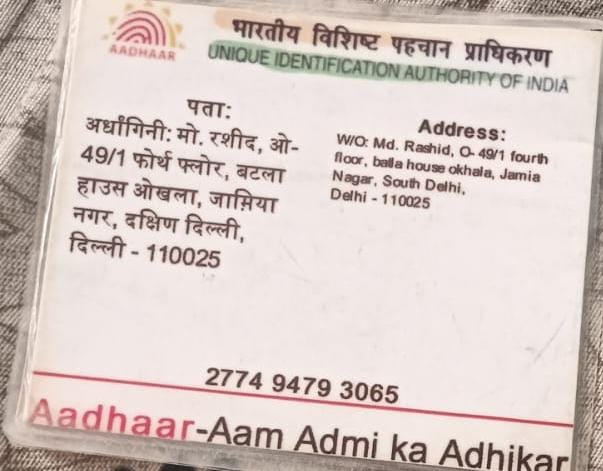 AADHAAR
भारतीय विशिष्ट पहचान प्राधिकरण
UNIQUE IDENTIFICATION AUTHORITY OF INDIA
पता:
अर्धांगिनी: मो. रशीद, ओ-
49/1 फोर्थ फ्लोर, बटला
हाउस ओखला, जामिया
नगर, दक्षिण दिल्ली,
दिल्ली - 110025
Address:
W/O: Md. Rashid, O- 49/1 fourth
floor, balla house okhala, Jamia
Nagar, South Delhi,
Delhi - 110025
2774 9479 3065
Aadhaar-Aam Admi ka Adhikar